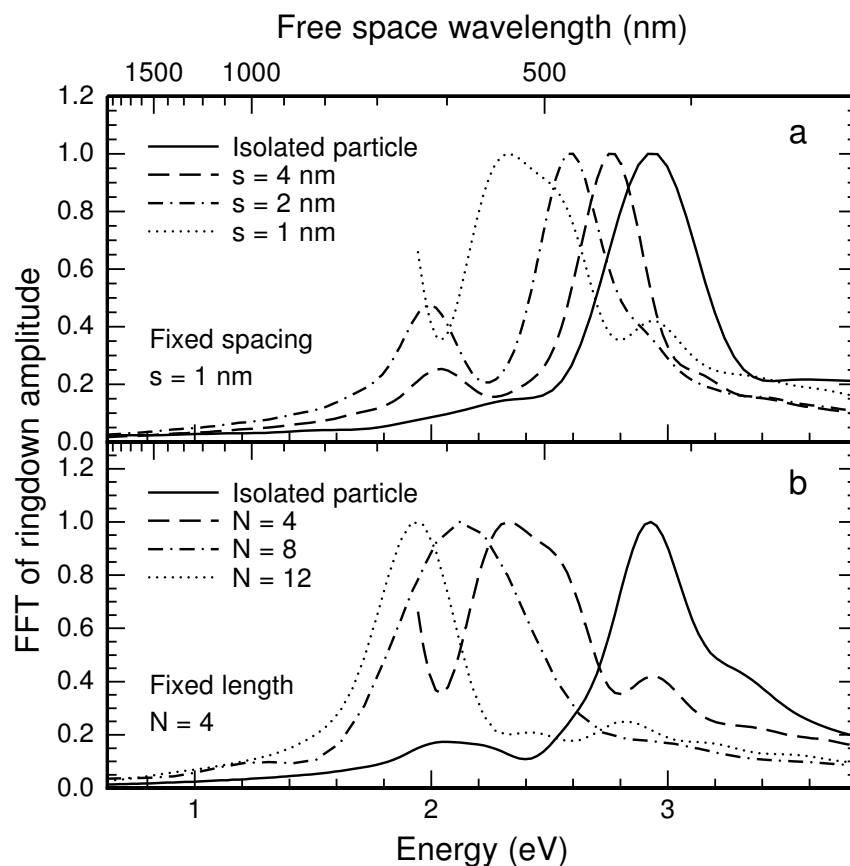 Free space wavelength (nm)
1500 1000 500
a
1.2
1.0
0.8
0.6
0.4
0.2
0.0
Isolated particle
s = 4 nm
s = 2 nm
s = 1 nm
Fixed spacing
s = 1 nm
FFT of ringdown amplitude
b
1.2
1.0
0.8
0.6
0.4
0.2
0.0
Isolated particle
N = 4
N = 8
N = 12
Fixed length
N = 4
1 2 3
Energy (eV)